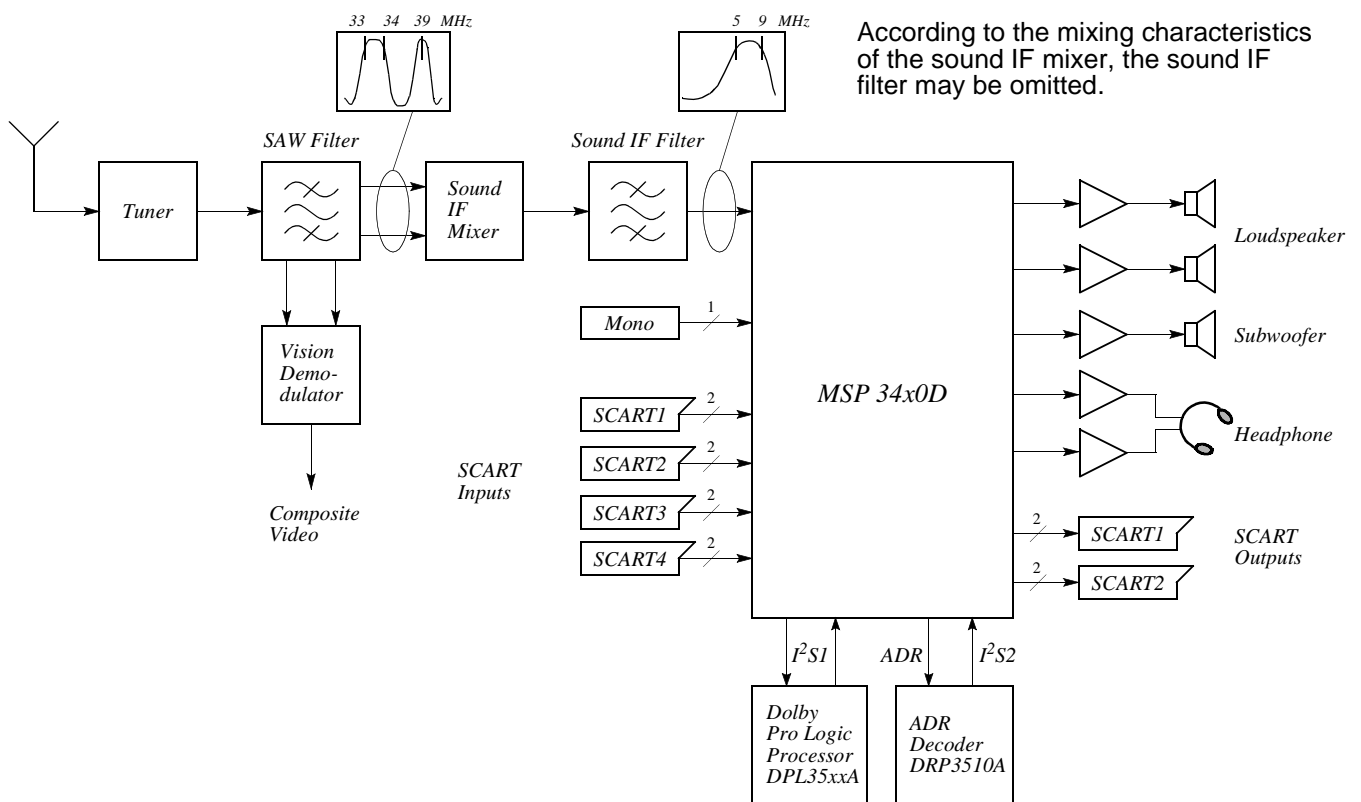 33 34 39 MHz
5 9 MHz
According to the mixing characteristics
of the sound IF mixer, the sound IF
filter may be omitted.
SAW Filter
Sound IF Filter
Tuner
Sound
IF
Mixer
Loudspeaker
1
Mono
Vision
Demo-
dulator
MSP 34x0D
Subwoofer
2
SCART1
2
SCART2
2
SCART3
2
SCART4
SCART
Inputs
Headphone
Composite
Video
2
SCART1
2
SCART2
SCART
Outputs
I²S1
ADR
I²S2
Dolby
Pro Logic
Processor
DPL35xxA
ADR
Decoder
DRP3510A